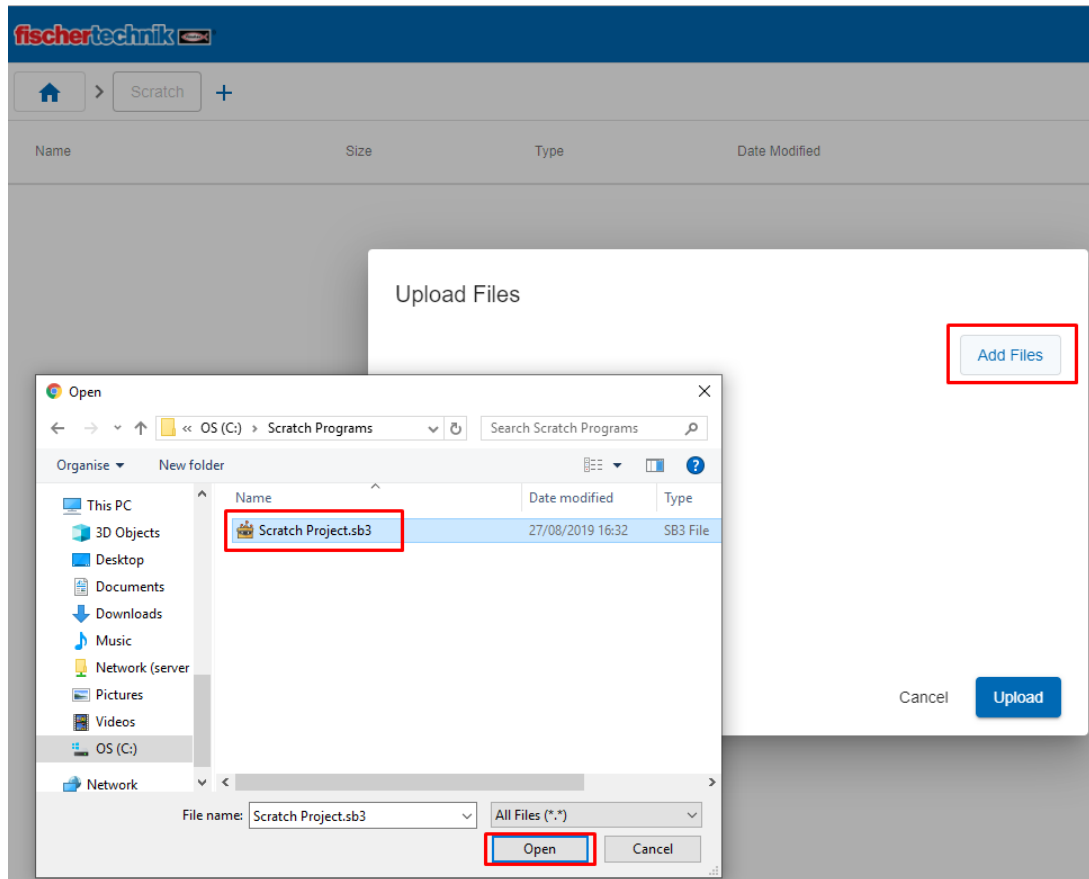 fischertechnik
> Scratch +
Name Size Type Date Modified
Upload Files
Add Files
Open
« OS (C:) > Scratch Programs Search Scratch Programs
Organise New folder
Name Date modified Type
This PC
Scratch Project.sb3 27/08/2019 16:32 SB3 File
3D Objects
Desktop
Documents
Downloads
Music
Network (server
Pictures
Videos
OS (C:)
Network
Cancel Upload
File name: Scratch Project.sb3 All Files (*.*)
Open Cancel